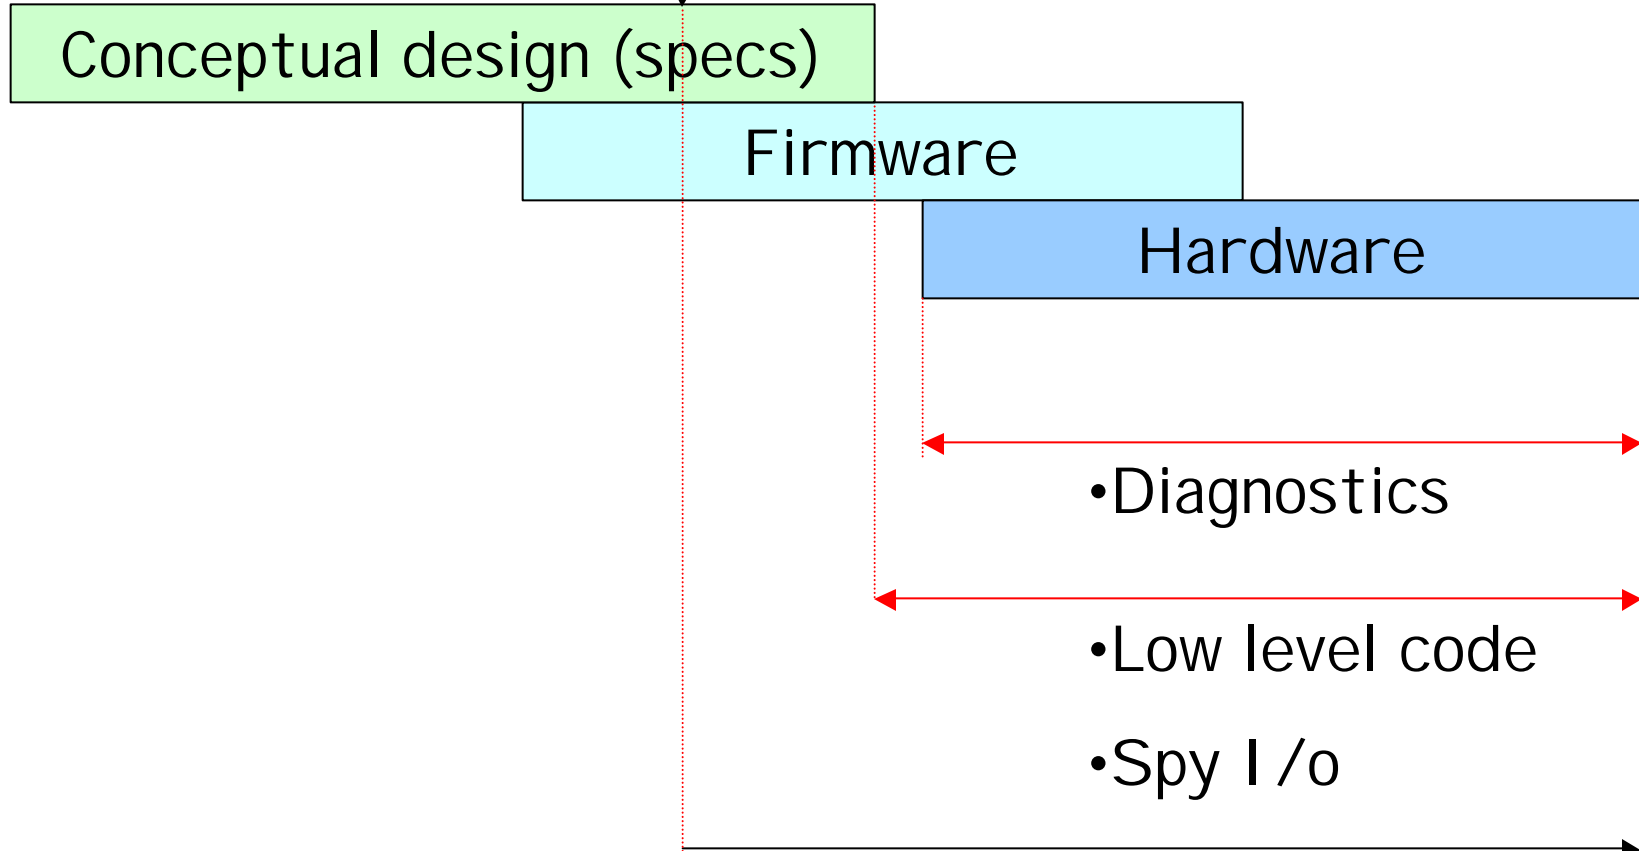 Conceptual design (specs)
Firmware
Hardware
•Diagnostics
•Low level code
•Spy I/o